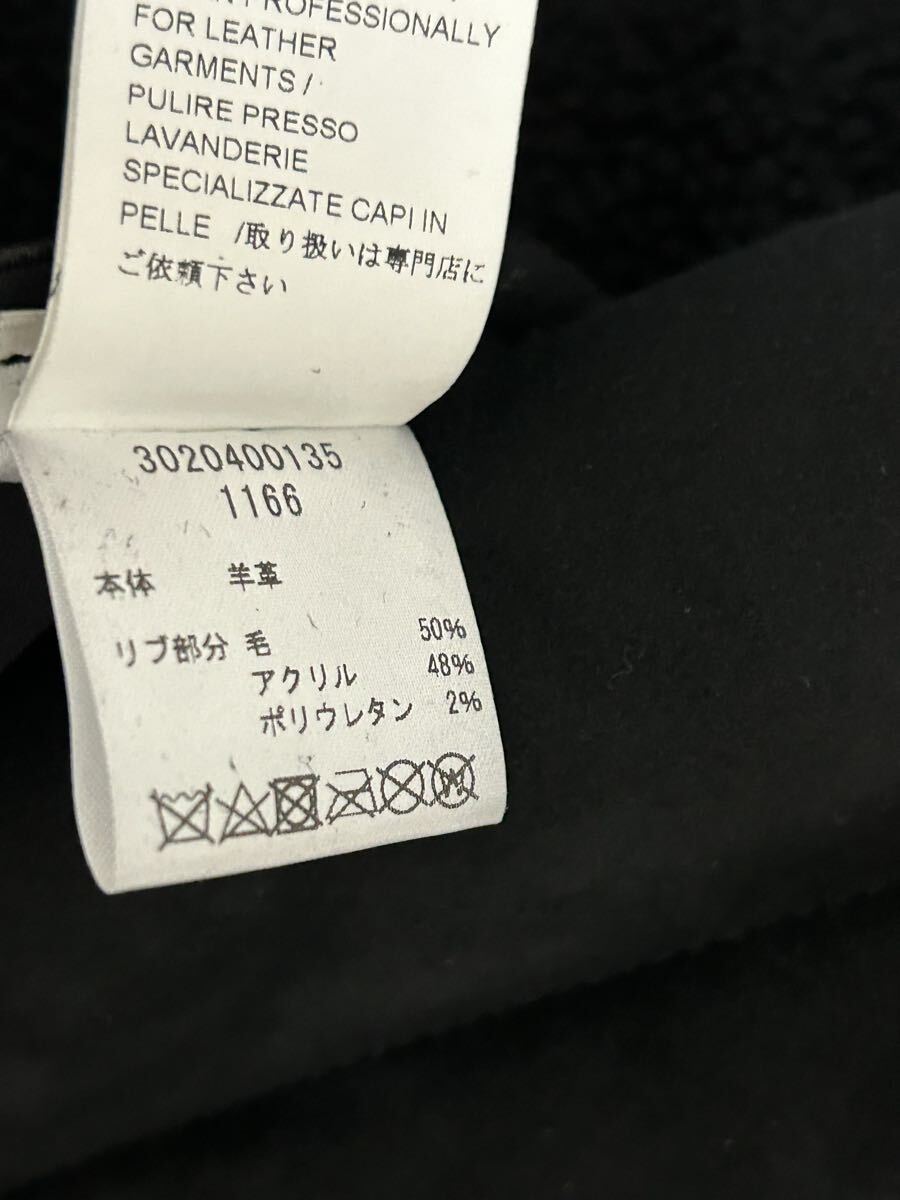 PROFESSIONALLY
FOR LEATHER
GARMENTS /
PULIRE PRESSO
LAVANDERIE
SPECIALIZZATE CAPI IN
PELLE /取り扱いは専門店に
ご依頼下さい
3020400135
1166
本体 羊革
リブ部分 毛 50%
アクリル 48%
ポリウレタン 2%